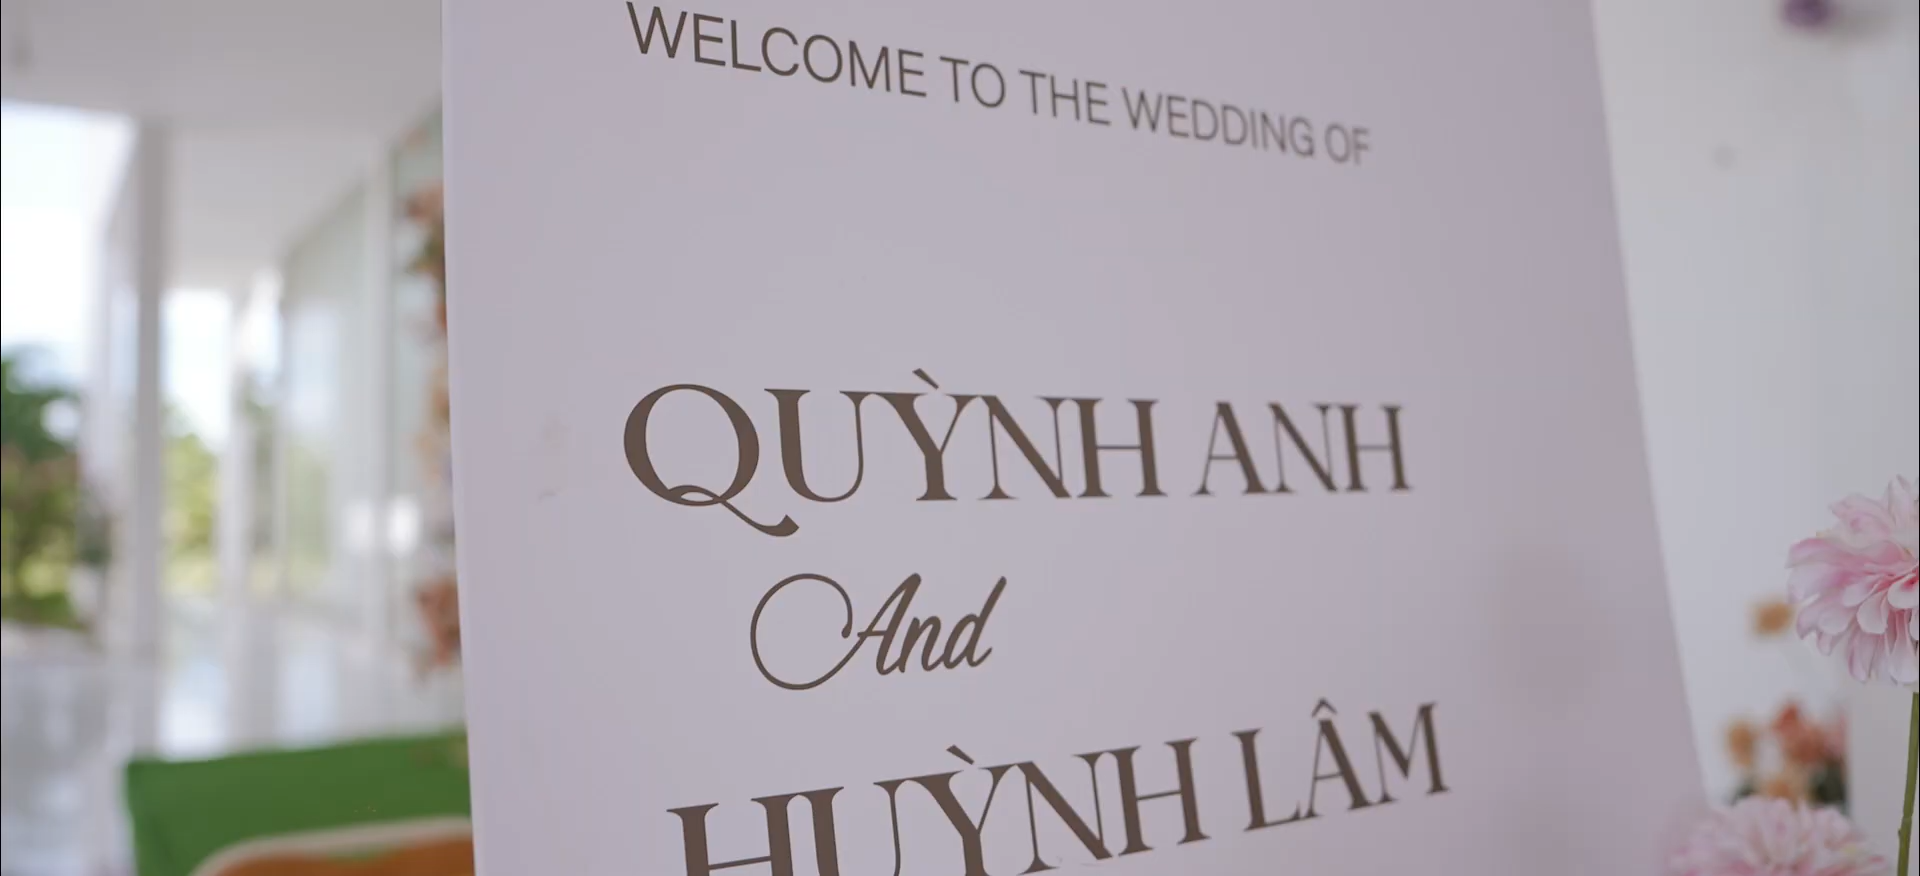 WELCOME TO THE WEDDING OF
QUỲNH ANH
And
HUỲNH LÂM